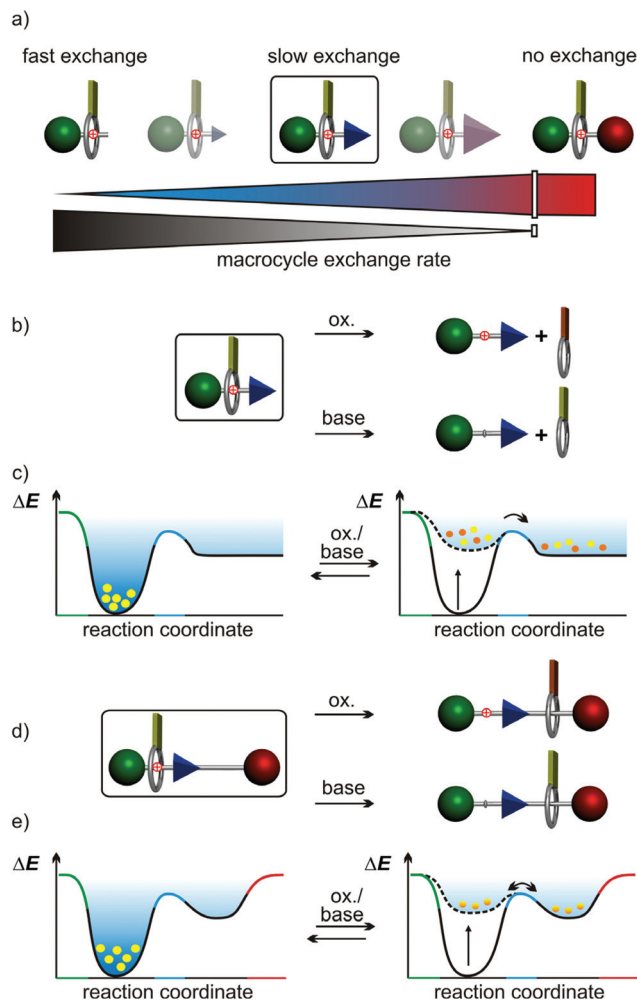 a)
fast exchange
slow exchange
no exchange
macrocycle exchange rate
b)
ox.
+
base
+
c)
ΔE
ΔE
ox./
base
reaction coordinate
reaction coordinate
d)
ox.
base
e)
ΔE
ΔE
ox./
base
reaction coordinate
reaction coordinate